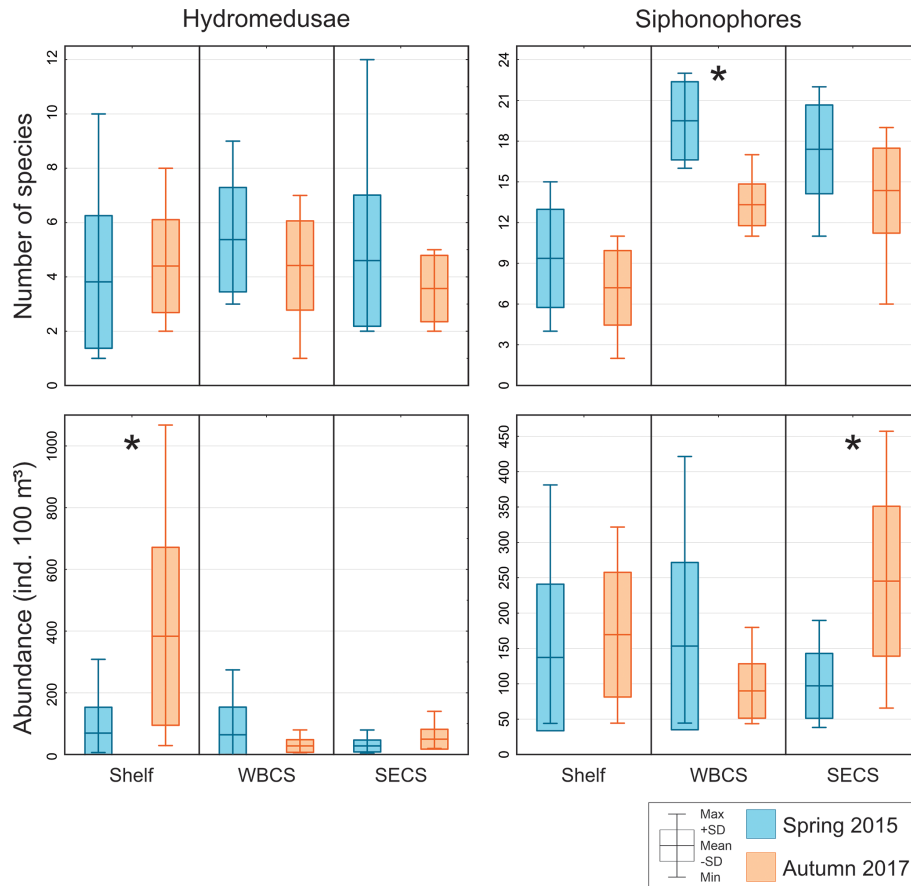 Hydromedusae
Siphonophores
Number of species
12
10
8
6
4
2
0
24
21
18
15
12
9
6
3
0
*
Abundance (ind. 100 m³)
1000
800
600
400
200
0
*
450
400
350
300
250
200
150
100
50
0
*
Shelf WBCS SECS
Shelf WBCS SECS
Max
+SD
Mean
-SD
Min
Spring 2015
Autumn 2017